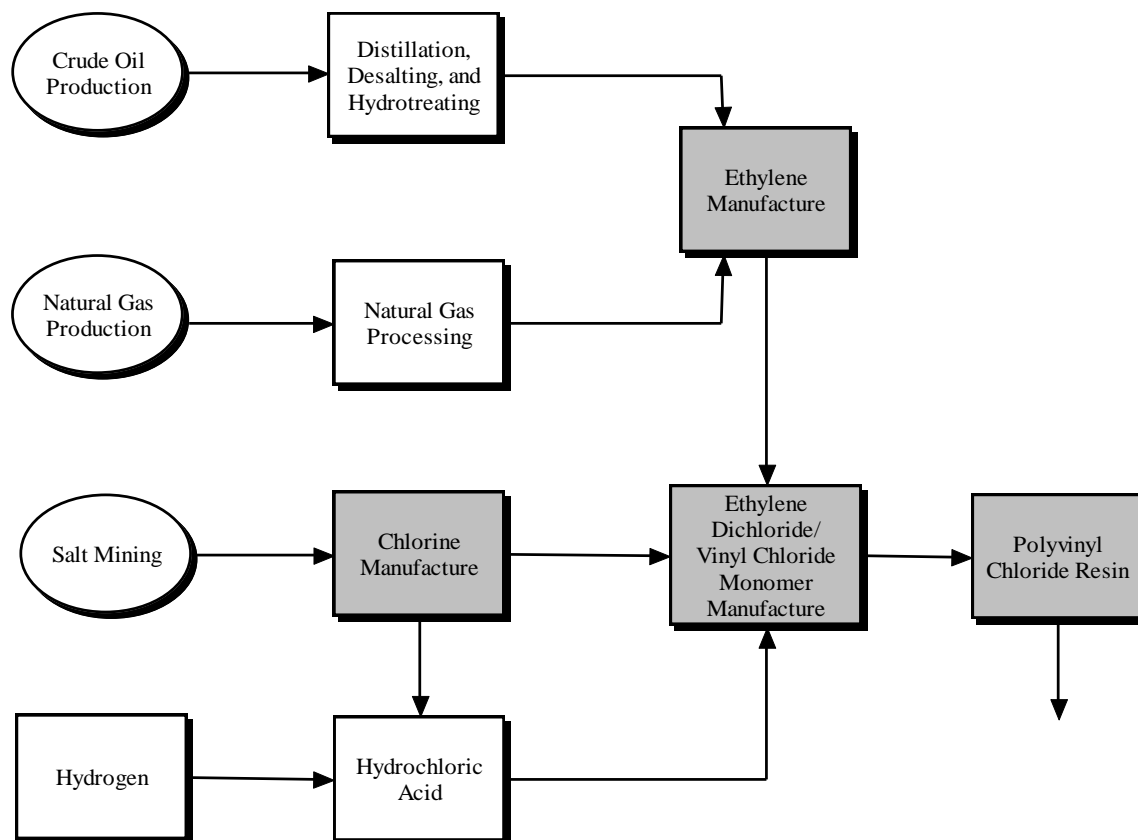 Crude Oil
Production
Distillation,
Desalting, and
Hydrotreating
Ethylene
Manufacture
Natural Gas
Production
Natural Gas
Processing
Salt Mining
Chlorine
Manufacture
Ethylene
Dichloride/
Vinyl Chloride
Monomer
Manufacture
Polyvinyl
Chloride Resin
Hydrogen
Hydrochloric
Acid